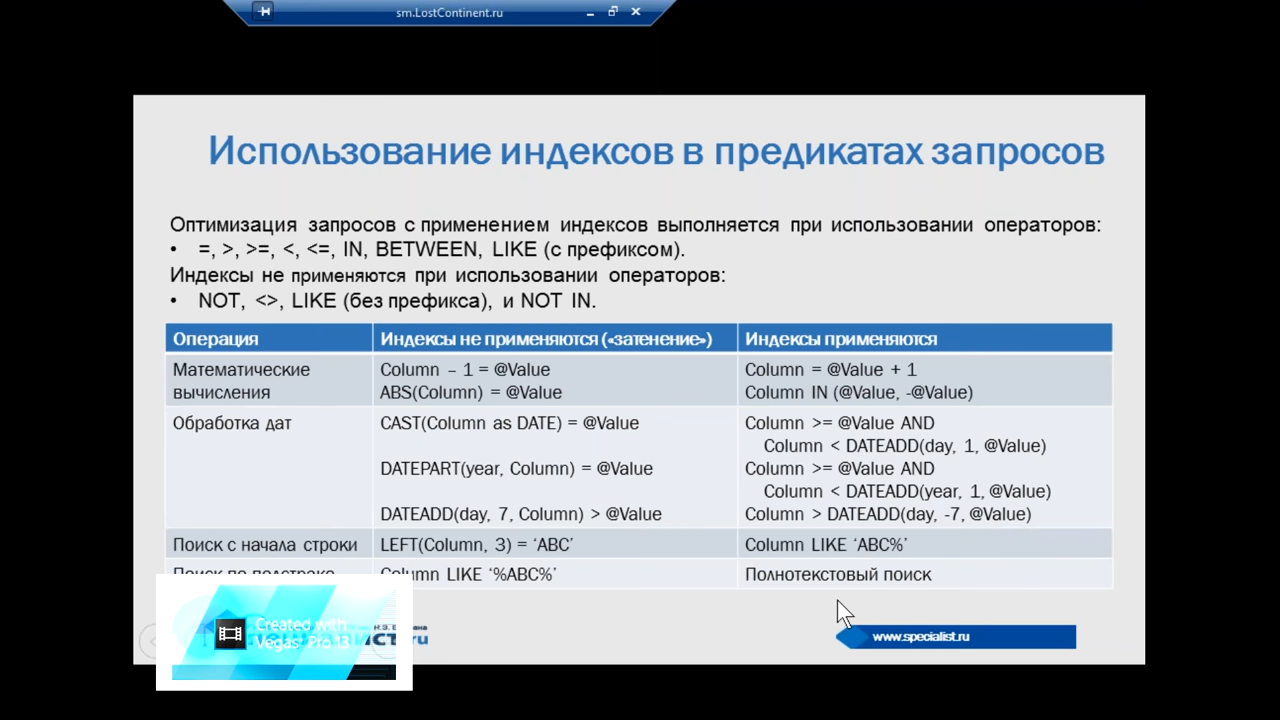 sm.LostContinent.ru
Использование индексов в предикатах запросов
Оптимизация запросов с применением индексов выполняется при использовании операторов:
• =, >, >=, <, <=, IN, BETWEEN, LIKE (с префиксом).
Индексы не применяются при использовании операторов:
• NOT, <>, LIKE (без префикса), и NOT IN.
Операция Индексы не применяются («затенение») Индексы применяются
Математические вычисления
Column – 1 = @Value
ABS(Column) = @Value
Column = @Value + 1
Column IN (@Value, -@Value)
Обработка дат
CAST(Column as DATE) = @Value
DATEPART(year, Column) = @Value
DATEADD(day, 7, Column) > @Value
Column >= @Value AND
Column < DATEADD(day, 1, @Value)
Column >= @Value AND
Column < DATEADD(year, 1, @Value)
Column > DATEADD(day, -7, @Value)
Поиск с начала строки LEFT(Column, 3) = ‘ABC’ Column LIKE ‘ABC%’
Поиск по подстроке Column LIKE ‘%ABC%’ Полнотекстовый поиск
Created with
Vegas Pro 13
www.specialist.ru